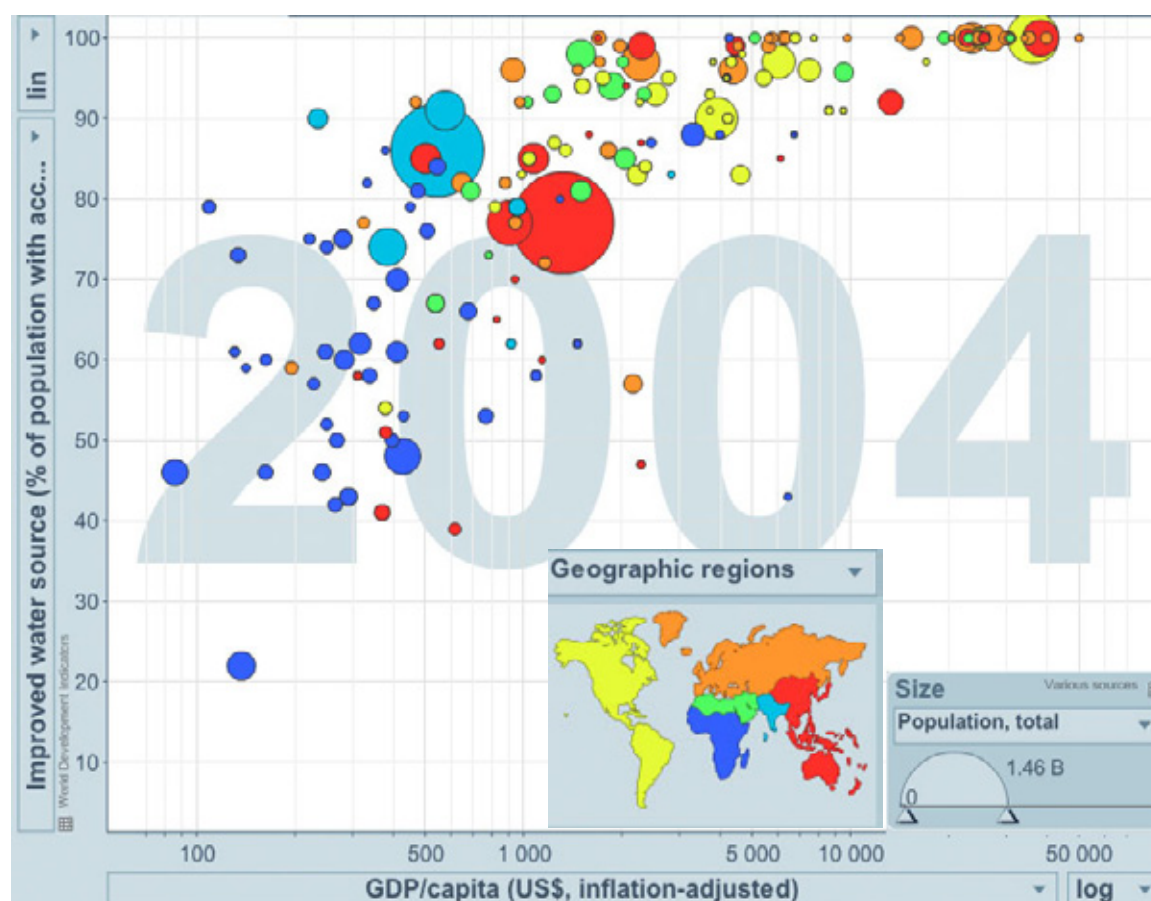 lin
Improved water source (% of population with acc...
World Development Indicators
100
90
80
70
60
50
40
30
20
10
2004
Geographic regions
Size
Various sources
Population, total
1.46 B
0
100
500
1 000
5 000
10 000
50 000
GDP/capita (US$, inflation-adjusted)
log